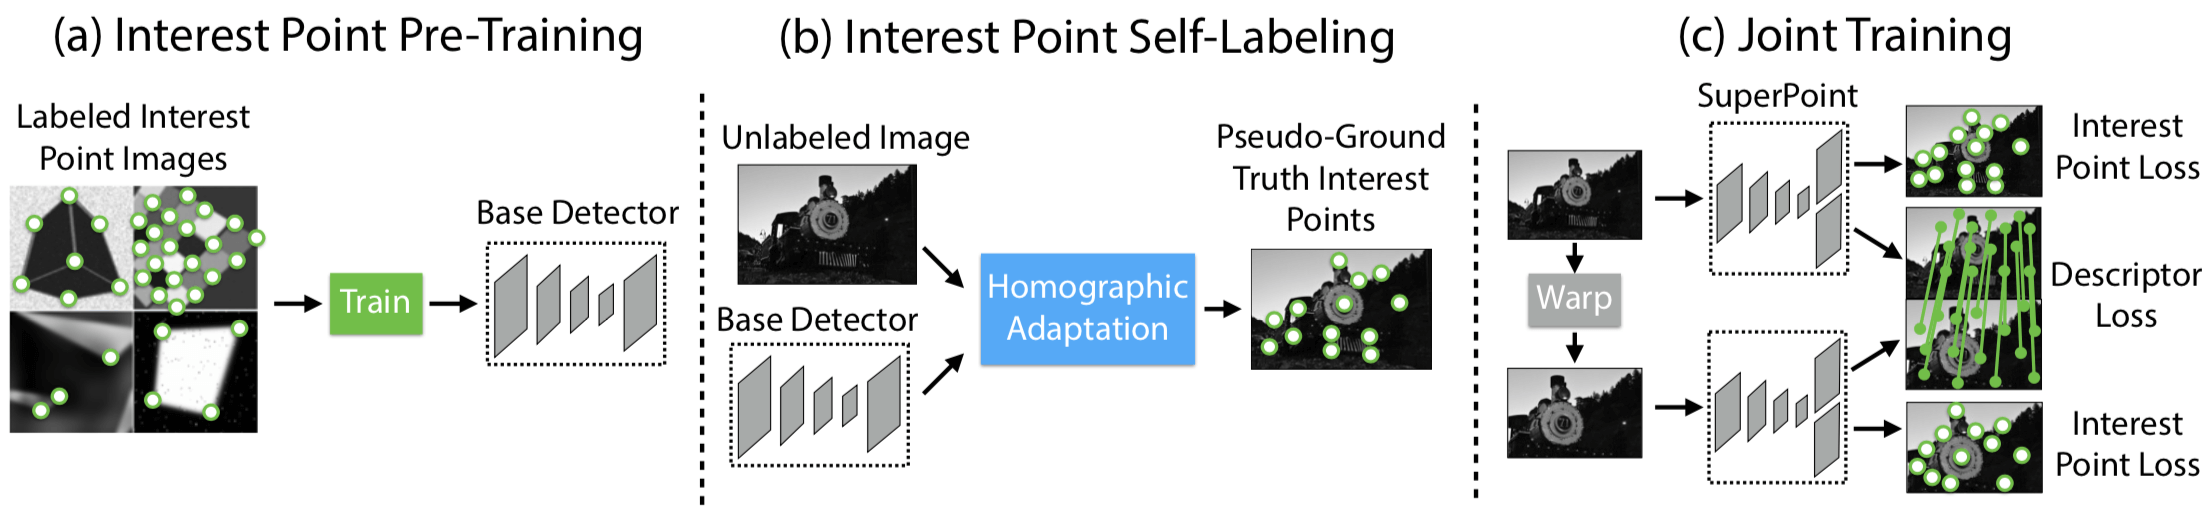 (a) Interest Point Pre-Training
Labeled Interest
Point Images
Train
Base Detector
(b) Interest Point Self-Labeling
Unlabeled Image
Base Detector
Homographic
Adaptation
Pseudo-Ground
Truth Interest
Points
(c) Joint Training
SuperPoint
Warp
Interest
Point Loss
Descriptor
Loss
Interest
Point Loss